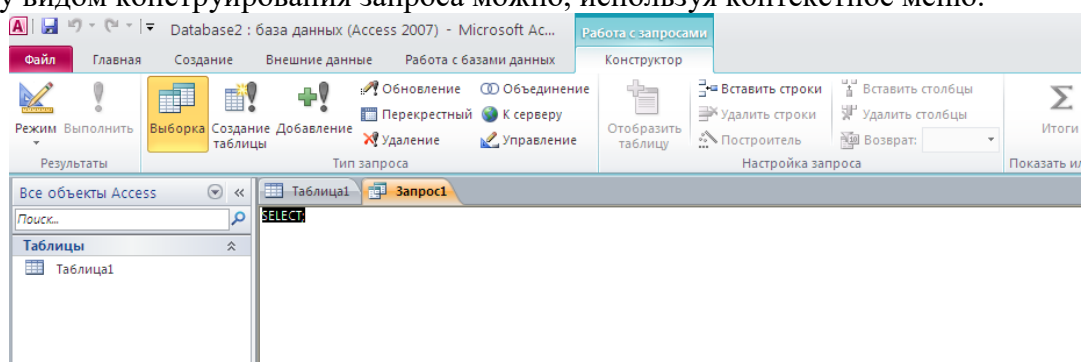 у видом конструирования запроса можно, используя контекстное меню.
Database2 : база данных (Access 2007) - Microsoft Ac...
Работа с запросами
Файл Главная Создание Внешние данные Работа с базами данных Конструктор
Режим
Выполнить
Выборка
Создание таблицы
Добавление
Обновление
Перекрестный
Удаление
Объединение
К серверу
Управление
Отобразить таблицу
Вставить строки
Удалить строки
Построитель
Вставить столбцы
Удалить столбцы
Возврат:
Итоги
Результаты
Тип запроса
Настройка запроса
Показать ил
Все объекты Access
Таблица1
Запрос1
Поиск...
SELECT;
Таблицы
Таблица1